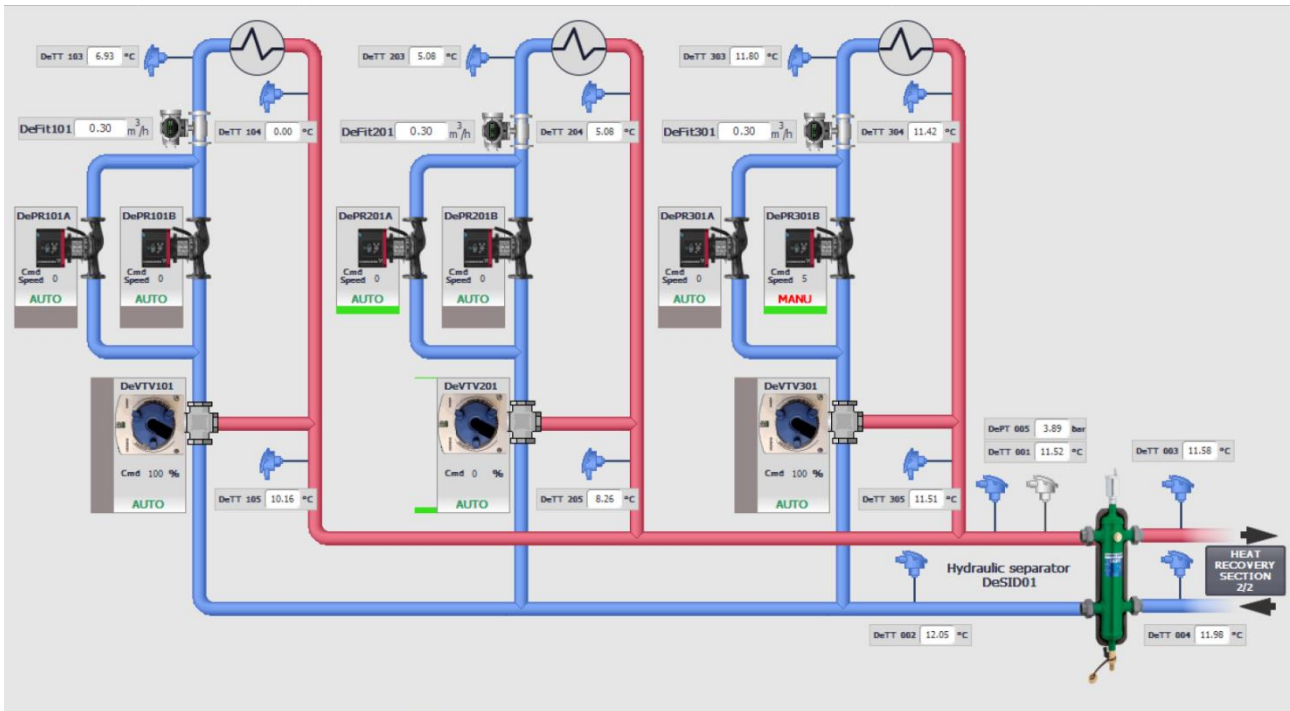 DeTT 103 6.93 °C
DeTT 203 5.08 °C
DeTT 303 11.80 °C
DeFit101 0.30 m³/h
DeTT 104 0.00 °C
DeFit201 0.30 m³/h
DeTT 204 5.08 °C
DeFit301 0.30 m³/h
DeTT 304 11.42 °C
DePR101A
Cmd
Speed 0
AUTO
DePR101B
Cmd
Speed 0
AUTO
DePR201A
Cmd
Speed 0
AUTO
DePR201B
Cmd
Speed 0
AUTO
DePR301A
Cmd
Speed 0
AUTO
DePR301B
Cmd
Speed 5
MANU
DeVTV101
Cmd 100 %
AUTO
DeTT 105 10.16 °C
DeVTV201
Cmd 0 %
AUTO
DeTT 205 8.26 °C
DeVTV301
Cmd 100 %
AUTO
DeTT 305 11.51 °C
DePT 005 3.89 bar
DeTT 001 11.52 °C
DeTT 003 11.58 °C
Hydraulic separator
DeSID01
HEAT
RECOVERY
SECTION
2/2
DeTT 002 12.05 °C
DeTT 004 11.98 °C